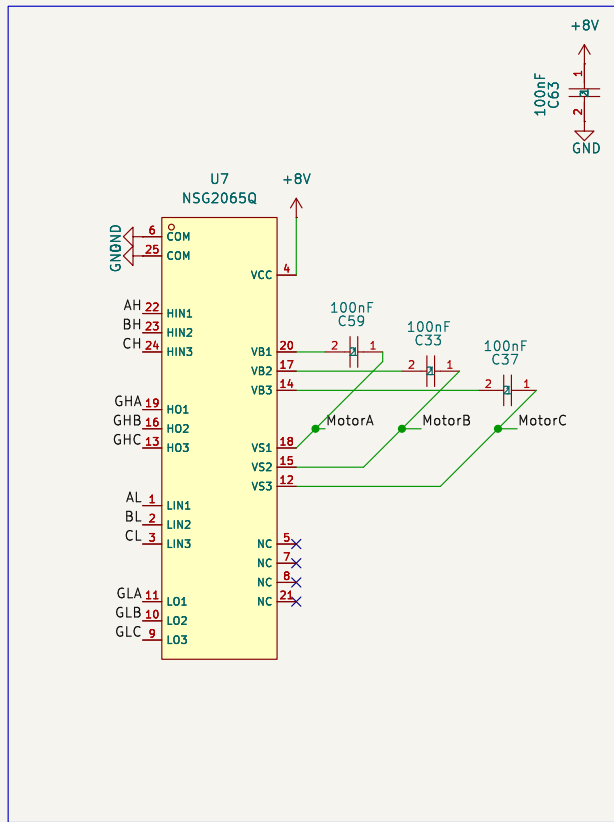 +8V
1
100nF
C63
2
GND
U7
NSG2065Q
+8V
GND
6
COM
GND
25
COM
VCC
4
AH
22
HIN1
BH
23
HIN2
CH
24
HIN3
100nF
C59
2
1
100nF
C33
2
1
100nF
C37
2
1
VB1
20
VB2
17
VB3
14
GHA
19
HO1
GHB
16
HO2
GHC
13
HO3
MotorA
MotorB
MotorC
VS1
18
VS2
15
VS3
12
AL
1
LIN1
BL
2
LIN2
CL
3
LIN3
NC
5
NC
7
NC
8
NC
21
GLA
11
LO1
GLB
10
LO2
GLC
9
LO3